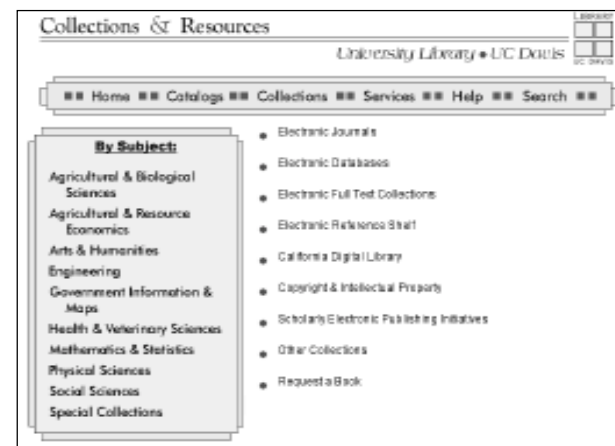 Collections & Resources
LIBRARY
University Library • UC Davis
UC DAVIS
Home Catalogs Collections Services Help Search
By Subject:
Agricultural & Biological
Sciences
Agricultural & Resource
Economics
Arts & Humanities
Engineering
Government Information &
Maps
Health & Veterinary Sciences
Mathematics & Statistics
Physical Sciences
Social Sciences
Special Collections
• Electronic Journals
• Electronic Databases
• Electronic Full Text Collections
• Electronic Reference Shelf
• California Digital Library
• Copyright & Intellectual Property
• Scholarly Electronic Publishing Initiatives
• Other Collections
• Request a Book